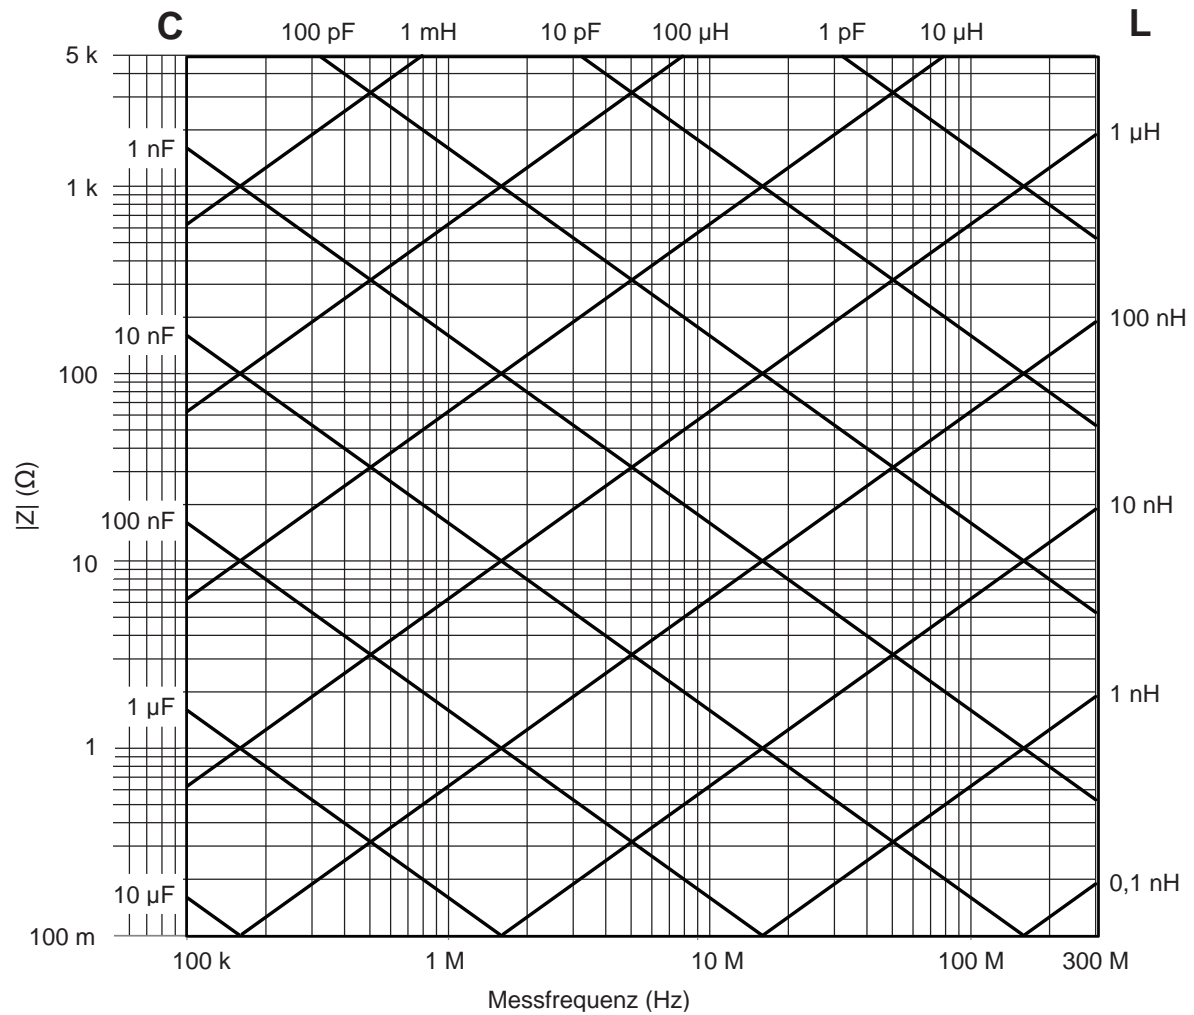 C 100 pF 1 mH 10 pF 100 µH 1 pF 10 µH L
5 k
1 nF
1 µH
1 k
100 nH
10 nF
100
|Z| (Ω)
10 nH
100 nF
10
1 nH
1 µF
1
0,1 nH
10 µF
100 m
100 k 1 M 10 M 100 M 300 M
Messfrequenz (Hz)